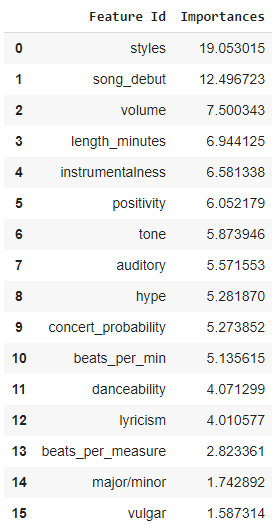 Feature Id Importances
0 styles 19.053015
1 song_debut 12.496723
2 volume 7.500343
3 length_minutes 6.944125
4 instrumentalness 6.581338
5 positivity 6.052179
6 tone 5.873946
7 auditory 5.571553
8 hype 5.281870
9 concert_probability 5.273852
10 beats_per_min 5.135615
11 danceability 4.071299
12 lyricism 4.010577
13 beats_per_measure 2.823361
14 major/minor 1.742892
15 vulgar 1.587314